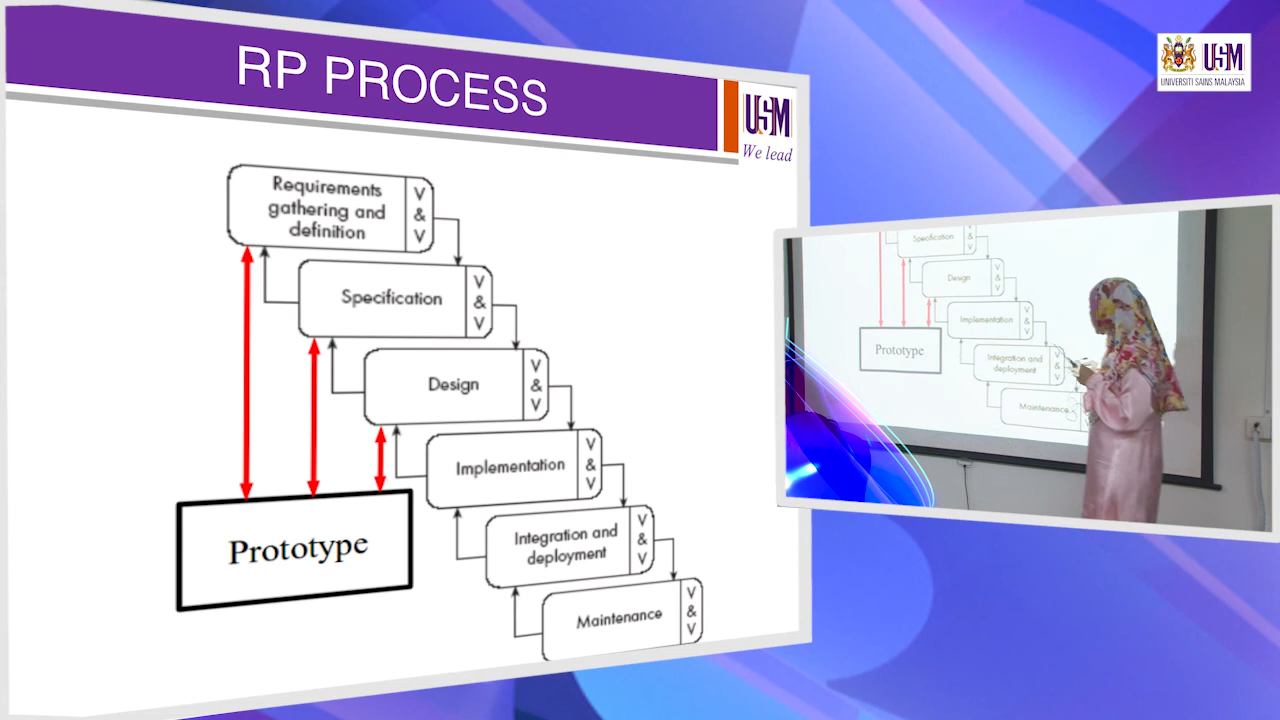 RP PROCESS
USM
We lead
Requirements
gathering and
definition
V
&
V
Specification
V
&
V
Design
V
&
V
Implementation
V
&
V
Integration and
deployment
V
&
V
Maintenance
V
&
V
Prototype
USM
UNIVERSITI SAINS MALAYSIA
Specification
V
&
V
Design
V
&
V
Implementation
V
&
V
Integration and
deployment
V
&
V
Maintenance
Prototype